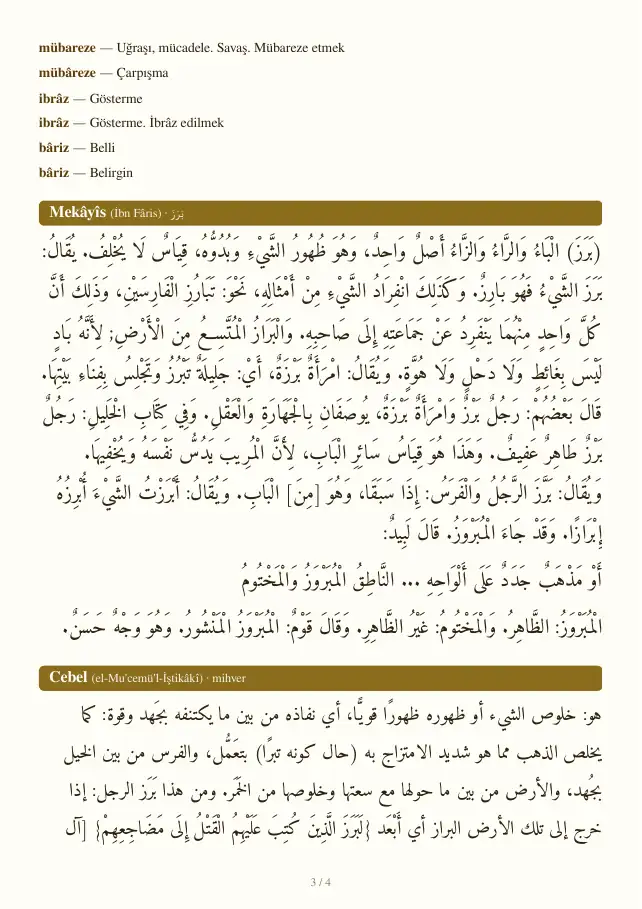 mübareze — Uğraşı, mücadele. Savaş. Mübareze etmek
mübâreze — Çarpışma
ibrâz — Gösterme
ibrâz — Gösterme. İbrâz edilmek
bâriz — Belli
bâriz — Belirgin
Mekâyîs (İbn Fâris) · بَرَزَ
(بَرَزَ) الْبَاءُ وَالرَّاءُ وَالزَّاءُ أَصْلٌ وَاحِدٌ، وَهُوَ ظُهُورُ الشَّيْءِ وَبُدُوُّهُ، قِيَاسٌ لَا يُخْلِفُ. يُقَالُ:
بَرَزَ الشَّيْءُ فَهُوَ بَارِزٌ. وَكَذَلِكَ انْفِرَادُ الشَّيْءِ مِنْ أَمْثَالِهِ، نَحْوَ: تَبَارُزِ الْفَارِسَيْنِ، وَذَلِكَ أَنَّ
كُلَّ وَاحِدٍ مِنْهُمَا يَنْفَرِدُ عَنْ جَمَاعَتِهِ إِلَى صَاحِبِهِ. وَالْبَرَازُ الْمُتَّسِعُ مِنَ الْأَرْضِ; لِأَنَّهُ بَادٍ
لَيْسَ بِغَائِطٍ وَلَا دَحْلٍ وَلَا هُوَّةٍ. وَيُقَالُ: امْرَأَةٌ بَرْزَةٌ، أَيْ: جَلِيلَةٌ تَبْرُزُ وَتَجْلِسُ بِفِنَاءِ بَيْتِهَا.
قَالَ بَعْضُهُمْ: رَجُلٌ بَرْزٌ وَامْرَأَةٌ بَرْزَةٌ، يُوصَفَانِ بِالْجَهَارَةِ وَالْعَقْلِ. وَفِي كِتَابِ الْخَلِيلِ: رَجُلٌ
بَرْزٌ طَاهِرٌ عَفِيفٌ. وَهَذَا هُوَ قِيَاسُ سَائِرِ الْبَابِ، لِأَنَّ الْمُرِيبَ يَدُسُّ نَفْسَهُ وَيُخْفِيهَا.
وَيُقَالُ: بَرَّزَ الرَّجُلُ وَالْفَرَسُ: إِذَا سَبَقَا، وَهُوَ [مِنَ] الْبَابِ. وَيُقَالُ: أَبْرَزْتُ الشَّيْءَ أُبْرِزُهُ
إِبْرَازًا. وَقَدْ جَاءَ الْمَبْرُوزُ. قَالَ لَبِيدٌ:
أَوْ مَذْهَبٌ جَدَدٌ عَلَى أَلْوَاحِهِ ... النَّاطِقُ الْمَبْرُوزُ وَالْمَخْتُومُ
الْمَبْرُوزُ: الظَّاهِرُ. وَالْمَخْتُومُ: غَيْرُ الظَّاهِرِ. وَقَالَ قَوْمٌ: الْمَبْرُوزُ الْمَنْشُورُ. وَهُوَ وَجْهٌ حَسَنٌ.
Cebel (el-Mu'cemü'l-İştikâkî) · mihver
هو: خلوص الشيء أو ظهوره ظهورًا قويًّا، أي نفاذه من بين ما يكتنفه بجَهد وقوة: كما
يخلص الذهب مما هو شديد الامتزاج به (حال كونه تبرًا) بتعَمُّل، والفرس من بين الخيل
بجُهد، والأرض من بين ما حولها مع سعتها وخلوصها من الخَمَر. ومن هذا بَرَز الرجل: إذا
خرج إلى تلك الأرض البراز أي أَبْعَد {لَبَرَزَ الَّذِينَ كُتِبَ عَلَيْهِمُ الْقَتْلُ إِلَى مَضَاجِعِهِمْ} [آل
3 / 4